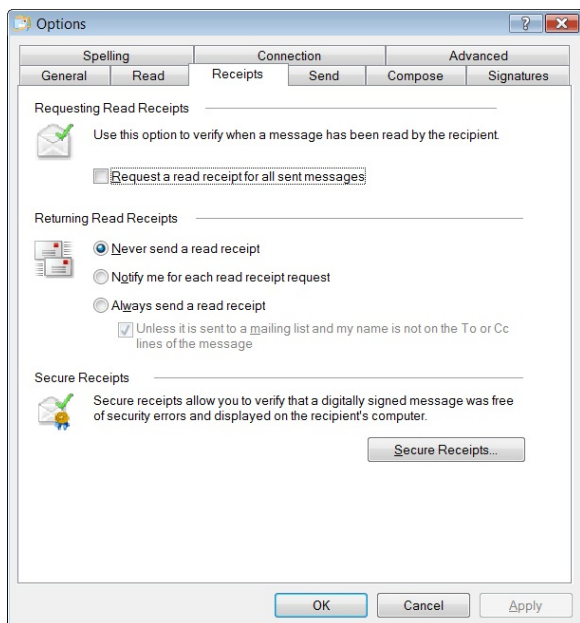 Options
Spelling
Connection
Advanced
General
Read
Receipts
Send
Compose
Signatures
Requesting Read Receipts
Use this option to verify when a message has been read by the recipient.
Request a read receipt for all sent messages
Returning Read Receipts
Never send a read receipt
Notify me for each read receipt request
Always send a read receipt
Unless it is sent to a mailing list and my name is not on the To or Cc
lines of the message
Secure Receipts
Secure receipts allow you to verify that a digitally signed message was free
of security errors and displayed on the recipient's computer.
Secure Receipts...
OK
Cancel
Apply